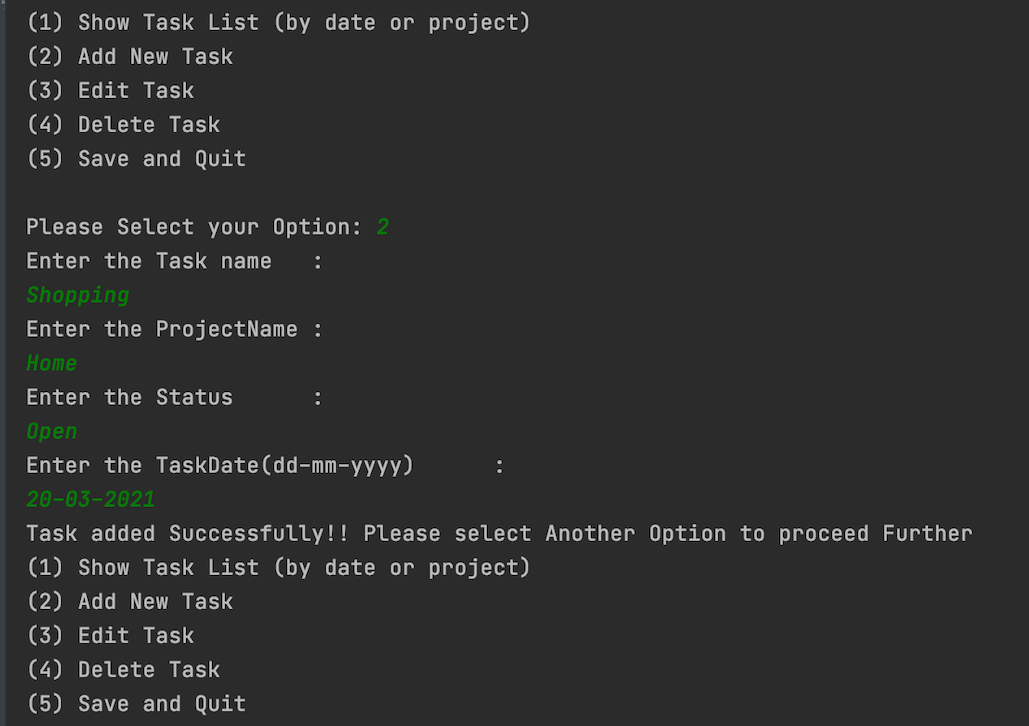 (1) Show Task List (by date or project)
(2) Add New Task
(3) Edit Task
(4) Delete Task
(5) Save and Quit
Please Select your Option: 2
Enter the Task name   :
Shopping
Enter the ProjectName :
Home
Enter the Status      :
Open
Enter the TaskDate(dd-mm-yyyy)      :
20-03-2021
Task added Successfully!! Please select Another Option to proceed Further
(1) Show Task List (by date or project)
(2) Add New Task
(3) Edit Task
(4) Delete Task
(5) Save and Quit